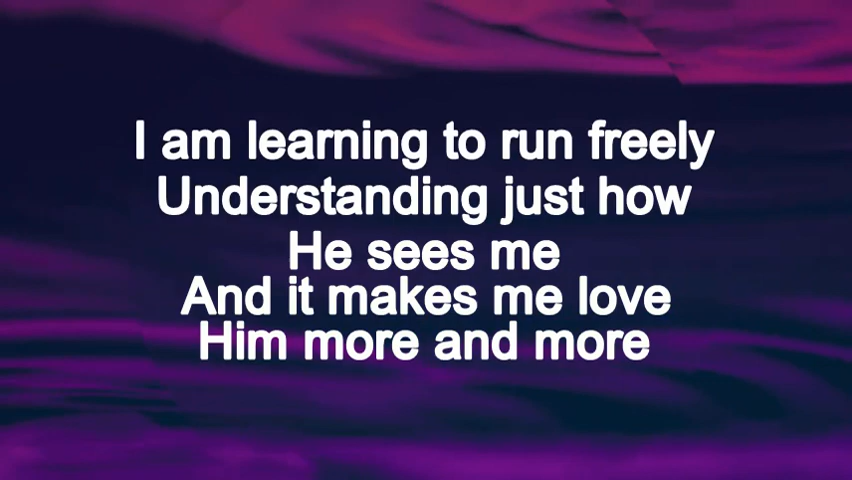 I am learning to run freely
Understanding just how
He sees me
And it makes me love
Him more and more